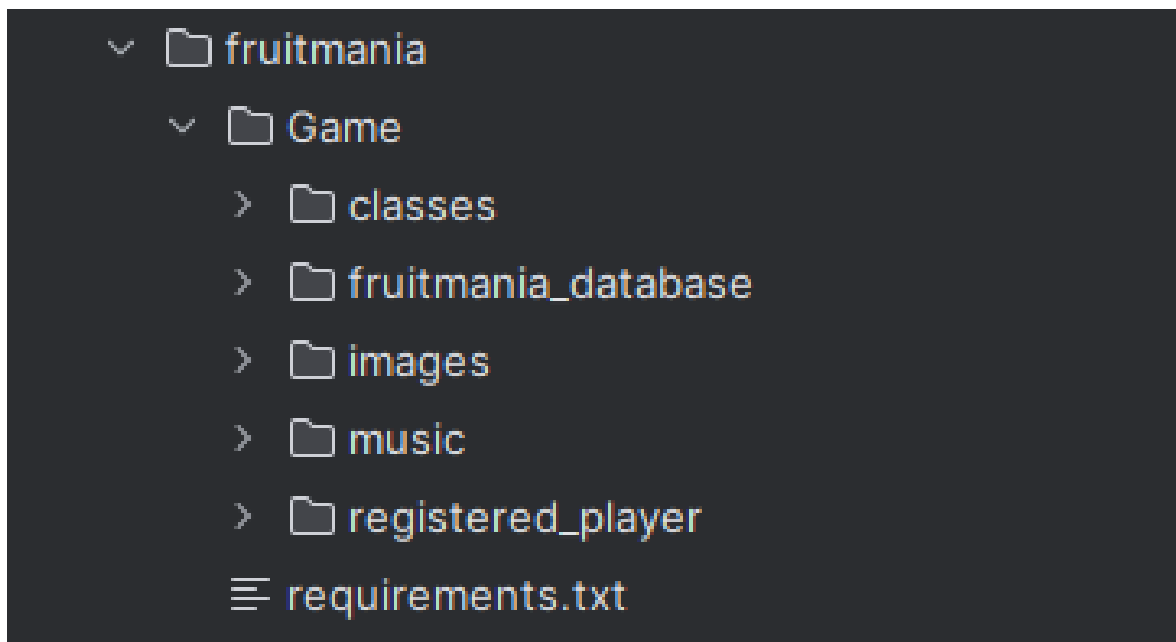 fruitmania
Game
classes
fruitmania_database
images
music
registered_player
requirements.txt